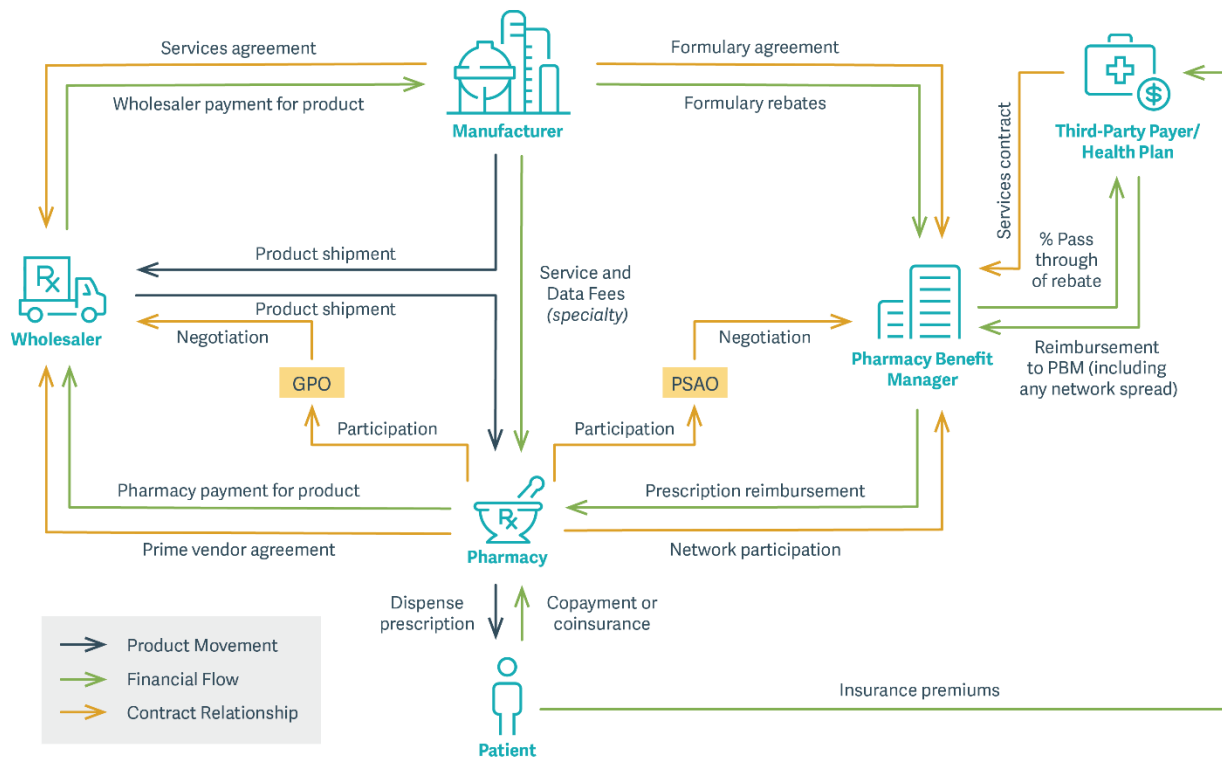 Services agreement
Formulary agreement
Wholesaler payment for product
Formulary rebates
Manufacturer
$
Third-Party Payer/
Health Plan
Services contract
Product shipment
% Pass
through
of rebate
Service and
Data Fees
(specialty)
Rx
Product shipment
Wholesaler
Negotiation
Negotiation
Pharmacy Benefit
Manager
Reimbursement
to PBM (including
any network spread)
GPO
PSAO
Participation
Participation
Pharmacy payment for product
Prescription reimbursement
Rx
Prime vendor agreement
Pharmacy
Network participation
Dispense
prescription
Copayment or
coinsurance
Product Movement
Financial Flow
Contract Relationship
Insurance premiums
Patient